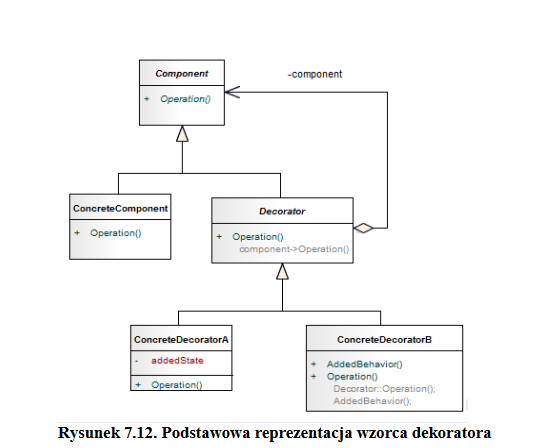 Component
-component
+ Operation()
ConcreteComponent
+ Operation()
Decorator
+ Operation()
component->Operation()
ConcreteDecoratorA
- addedState
+ Operation()
ConcreteDecoratorB
+ AddedBehavior()
+ Operation()
Decorator::Operation();
AddedBehavior();
Rysunek 7.12. Podstawowa reprezentacja wzorca dekoratora